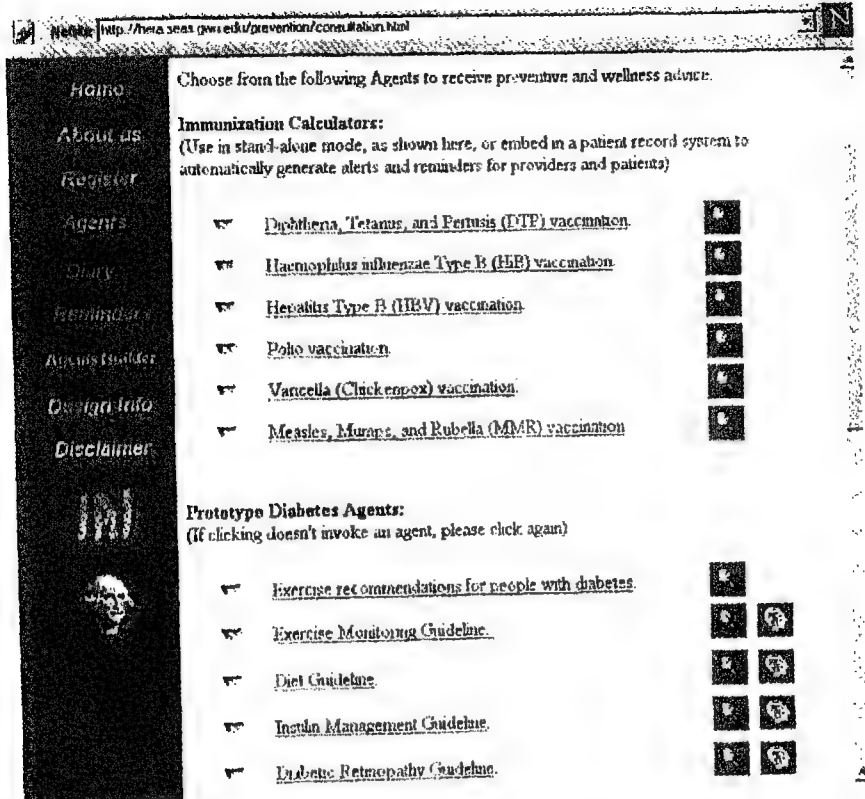 http://hera.seas.gwu.edu/prevention/consultation.html
Home
About us
Register
Agents
Diary
Reminders
Design Info
Disclaimer
Choose from the following Agents to receive preventive and wellness advice.
Immunization Calculators:
(Use in stand-alone mode, as shown here, or embed in a patient record system to
automatically generate alerts and reminders for providers and patients)
Diphtheria, Tetanus, and Pertusis (DTP) vaccination.
Haemophilus influenzae Type B (HiB) vaccination.
Hepatitis Type B (HBV) vaccination.
Polio vaccination.
Varicella (Chickenpox) vaccination.
Measles, Mumps, and Rubella (MMR) vaccination
Prototype Diabetes Agents:
(If clicking doesn't invoke an agent, please click again)
Exercise recommendations for people with diabetes.
Exercise Monitoring Guideline.
Diet Guideline.
Insulin Management Guideline.
Diabetic Retinopathy Guideline.